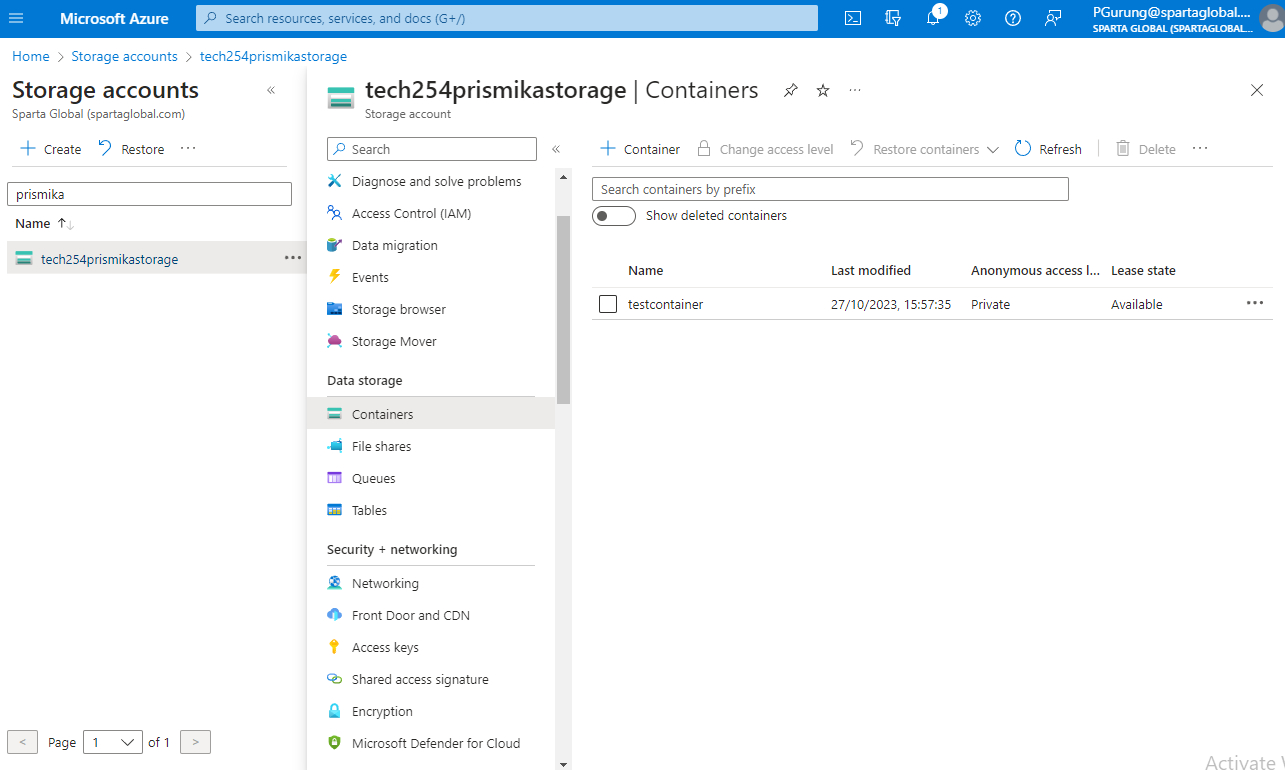 Microsoft Azure
Search resources, services, and docs (G+/)
1
PGurung@spartaglobal....
SPARTA GLOBAL (SPARTAGLOBAL...
Home > Storage accounts > tech254prismikastorage
Storage accounts «
Sparta Global (spartaglobal.com)
+ Create Restore ...
prismika
Name ↑↓
tech254prismikastorage ...
Page 1 of 1
< >
tech254prismikastorage | Containers ...
Storage account
Search «
Diagnose and solve problems
Access Control (IAM)
Data migration
Events
Storage browser
Storage Mover
Data storage
Containers
File shares
Queues
Tables
Security + networking
Networking
Front Door and CDN
Access keys
Shared access signature
Encryption
Microsoft Defender for Cloud
+ Container Change access level Restore containers Refresh | Delete ...
Search containers by prefix
Show deleted containers
Name Last modified Anonymous access l... Lease state
testcontainer 27/10/2023, 15:57:35 Private Available ...
Activate